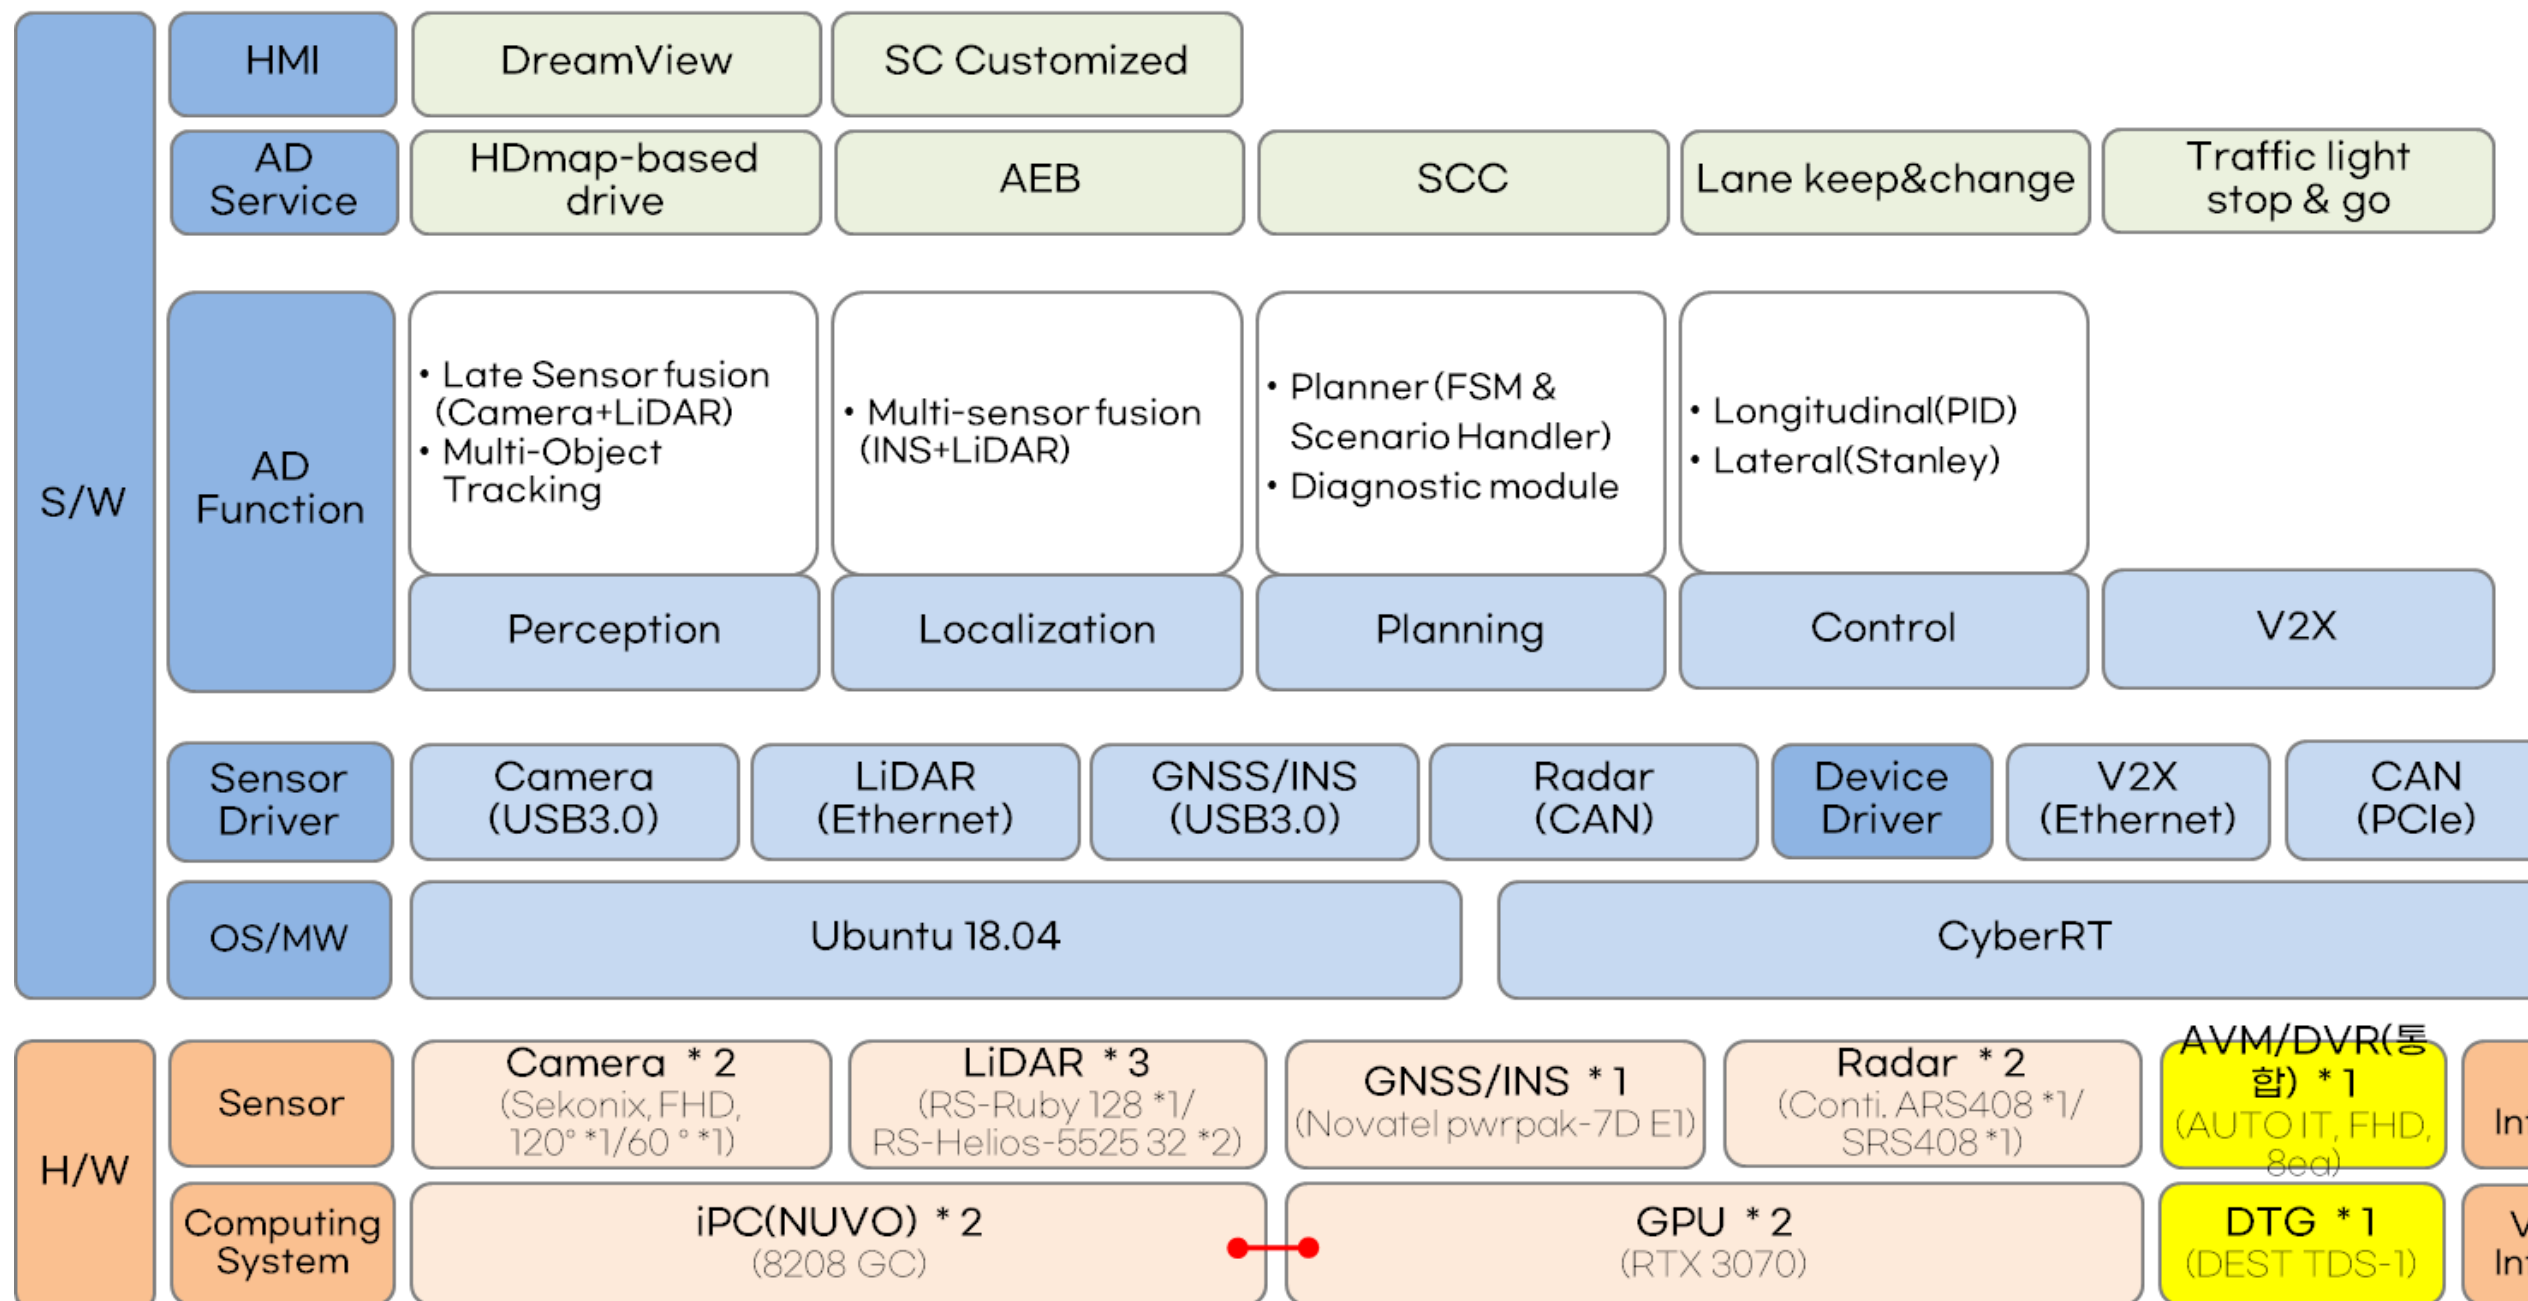 S/W
HMI
DreamView
SC Customized
AD
Service
HDmap-based
drive
AEB
SCC
Lane keep&change
Traffic light
stop & go
AD
Function
• Late Sensor fusion
(Camera+LiDAR)
• Multi-Object
Tracking
• Multi-sensor fusion
(INS+LiDAR)
• Planner(FSM &
Scenario Handler)
• Diagnostic module
• Longitudinal(PID)
• Lateral(Stanley)
Perception
Localization
Planning
Control
V2X
Sensor
Driver
Camera
(USB3.0)
LiDAR
(Ethernet)
GNSS/INS
(USB3.0)
Radar
(CAN)
Device
Driver
V2X
(Ethernet)
CAN
(PCIe)
OS/MW
Ubuntu 18.04
CyberRT
H/W
Sensor
Camera * 2
(Sekonix, FHD,
120° *1/60 ° *1)
LiDAR * 3
(RS-Ruby 128 *1/
RS-Helios-5525 32 *2)
GNSS/INS * 1
(Novatel pwrpak-7D E1)
Radar * 2
(Conti. ARS408 *1/
SRS408 *1)
AVM/DVR(통
합) * 1
(AUTO IT, FHD,
8ea)
Computing
System
iPC(NUVO) * 2
(8208 GC)
GPU * 2
(RTX 3070)
DTG * 1
(DEST TDS-1)